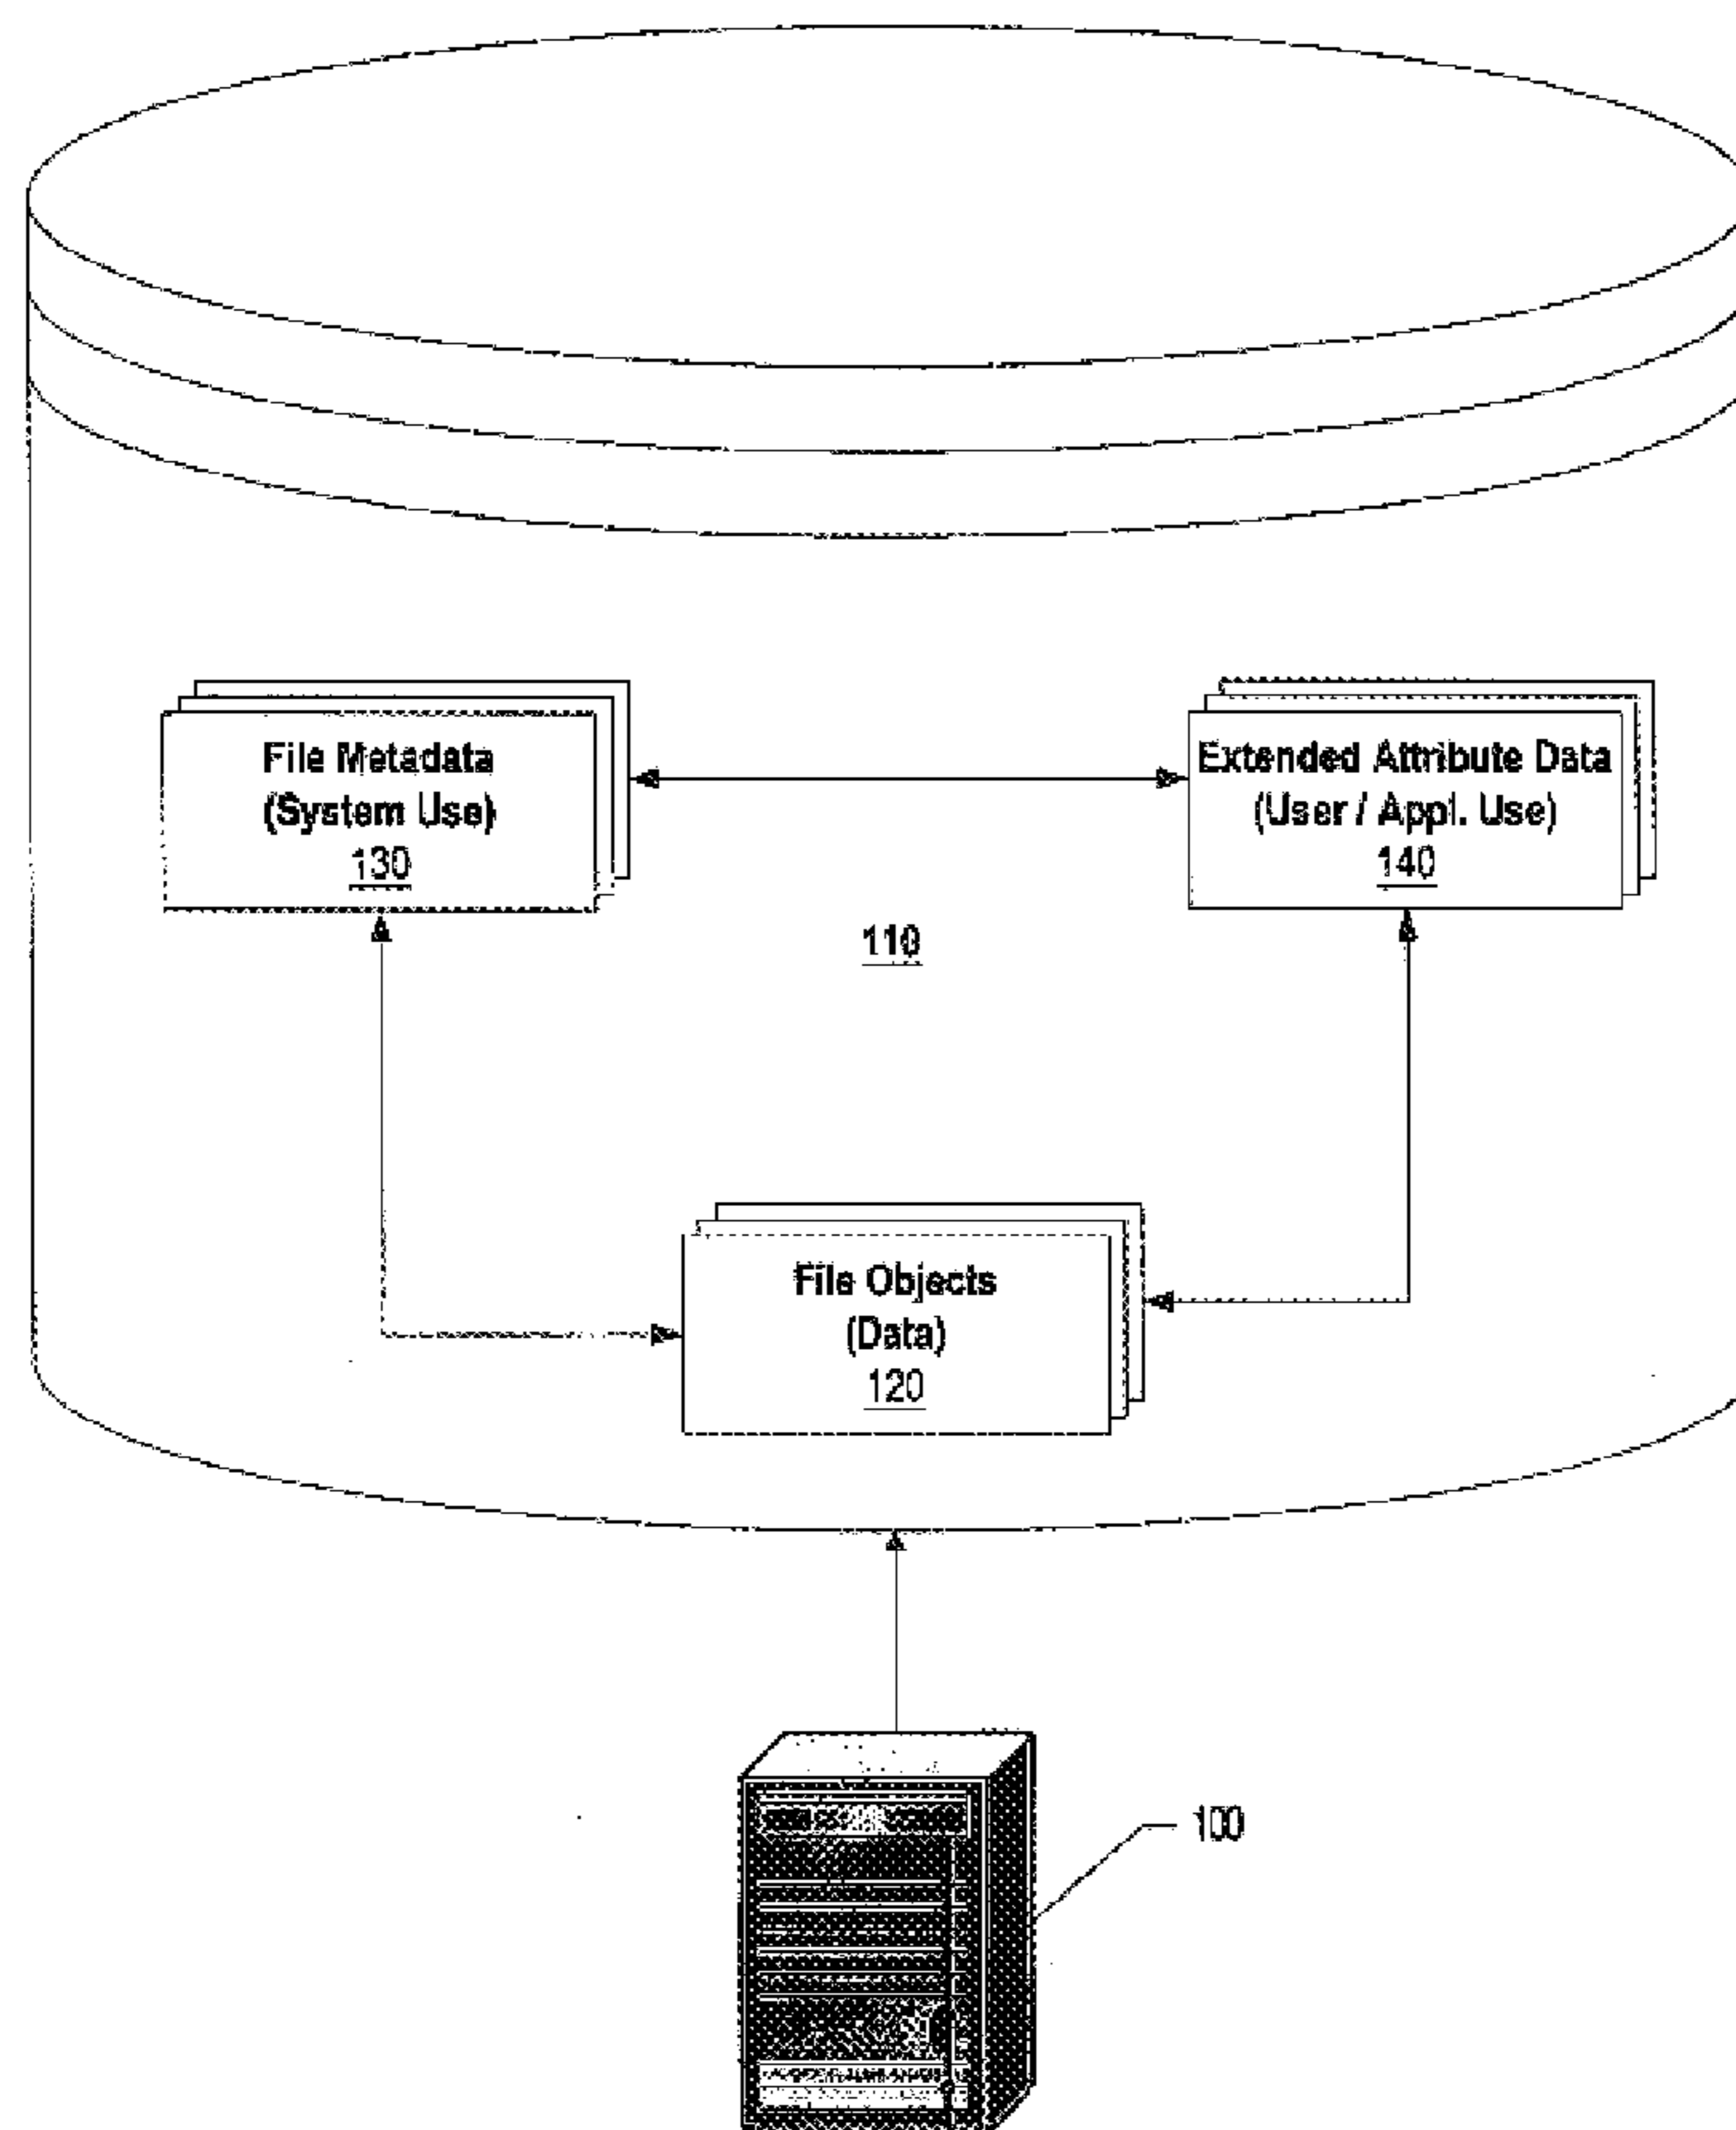 File Metadata
(System Use)
130
Extended Attribute Data
(User / Appl. Use)
140
110
File Objects
(Data)
120
100